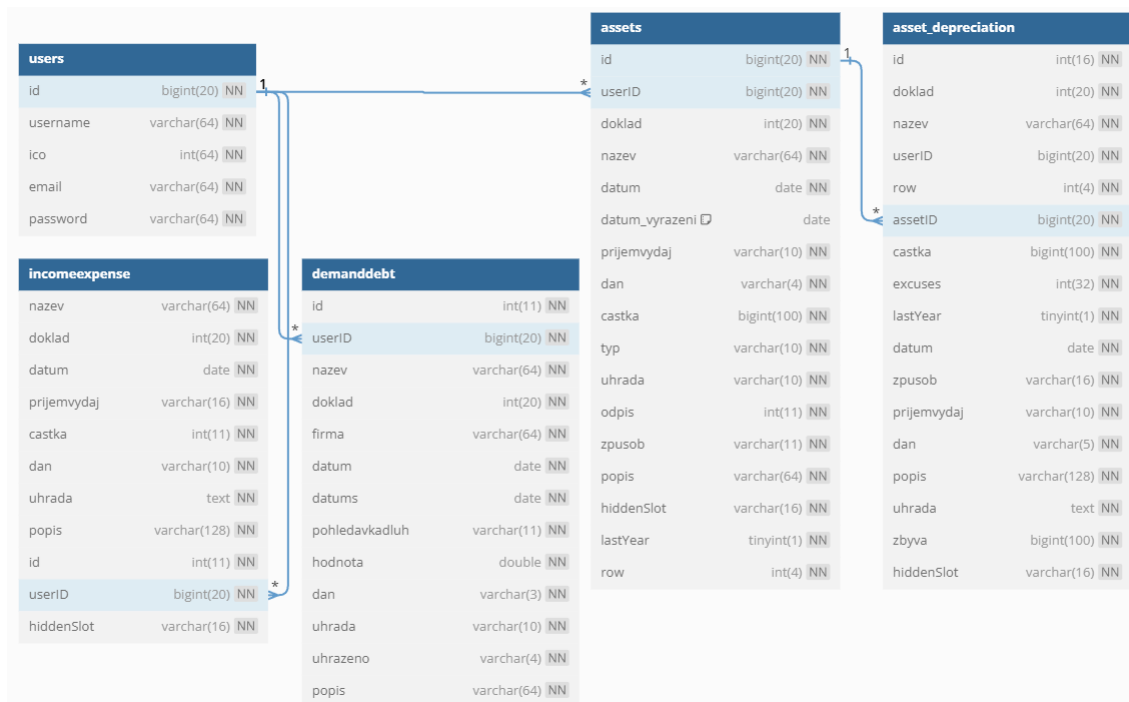 users
id bigint(20) NN
username varchar(64) NN
ico int(64) NN
email varchar(64) NN
password varchar(64) NN
1
incomeexpense
nazev varchar(64) NN
doklad int(20) NN
datum date NN
prijemvydaj varchar(16) NN
castka int(11) NN
dan varchar(10) NN
uhrada text NN
popis varchar(128) NN
id int(11) NN
userID bigint(20) NN
hiddenSlot varchar(16) NN
*
demanddebt
id int(11) NN
* userID bigint(20) NN
nazev varchar(64) NN
doklad int(20) NN
firma varchar(64) NN
datum date NN
datums date NN
pohledavkadluh varchar(11) NN
hodnota double NN
dan varchar(3) NN
uhrada varchar(10) NN
uhrazeno varchar(4) NN
popis varchar(64) NN
assets
id bigint(20) NN 1
* userID bigint(20) NN
doklad int(20) NN
nazev varchar(64) NN
datum date NN
datum_vyrazeni date
prijemvydaj varchar(10) NN
dan varchar(4) NN
castka bigint(100) NN
typ varchar(10) NN
uhrada varchar(10) NN
odpis int(11) NN
zpusob varchar(11) NN
popis varchar(64) NN
hiddenSlot varchar(16) NN
lastYear tinyint(1) NN
row int(4) NN
asset_depreciation
id int(16) NN
doklad int(20) NN
nazev varchar(64) NN
userID bigint(20) NN
row int(4) NN
* assetID bigint(20) NN
castka bigint(100) NN
excuses int(32) NN
lastYear tinyint(1) NN
datum date NN
zpusob varchar(16) NN
prijemvydaj varchar(10) NN
dan varchar(5) NN
popis varchar(128) NN
uhrada text NN
zbyva bigint(100) NN
hiddenSlot varchar(16) NN